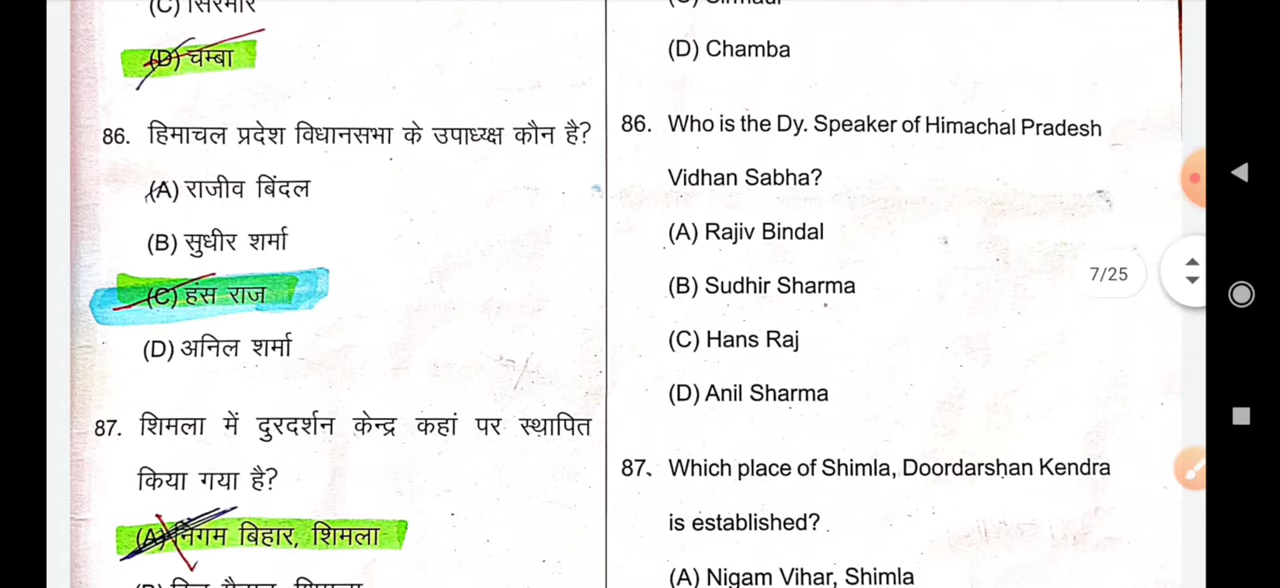 (C) सिरमौर
(D) चम्बा
86. हिमाचल प्रदेश विधानसभा के उपाध्य्क्ष कौन है?
(A) राजीव बिंदल
(B) सुधीर शर्मा
(C) हंस राज
(D) अनिल शर्मा
87. शिमला में दुरदर्शन केन्द्र कहां पर स्थापित
किया गया है?
(A) निगम बिहार, शिमला
(C) Sirmaur
(D) Chamba
86. Who is the Dy. Speaker of Himachal Pradesh
Vidhan Sabha?
(A) Rajiv Bindal
(B) Sudhir Sharma
(C) Hans Raj
(D) Anil Sharma
87. Which place of Shimla, Doordarshan Kendra
is established?
(A) Nigam Vihar, Shimla
7/25